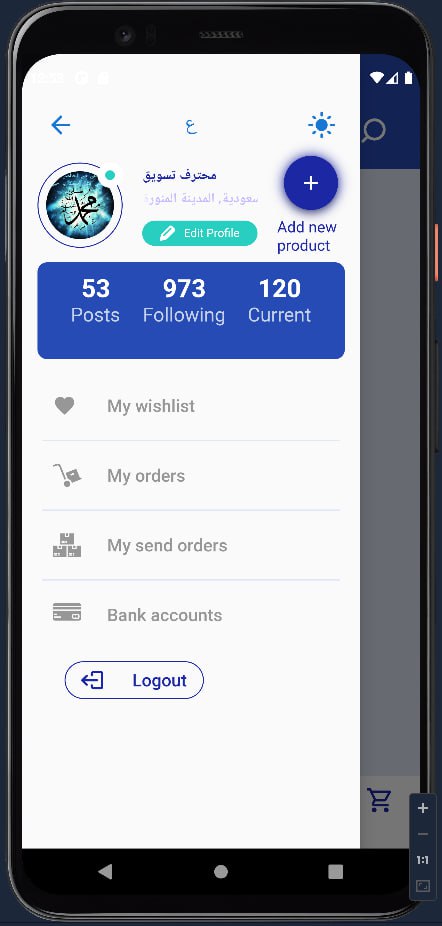 ع
محترف تسويق
سعودية, المدينة المنورة
Edit Profile
Add new
product
53
973
120
Posts
Following
Current
My wishlist
My orders
My send orders
Bank accounts
Logout
1:1